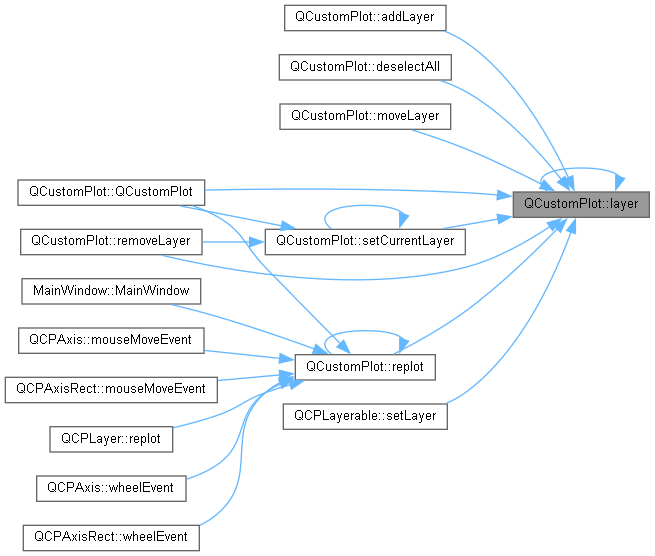 QCustomPlot::addLayer
QCustomPlot::deselectAll
QCustomPlot::moveLayer
QCustomPlot::QCustomPlot
QCustomPlot::layer
QCustomPlot::removeLayer
QCustomPlot::setCurrentLayer
MainWindow::MainWindow
QCPAxis::mouseMoveEvent
QCustomPlot::replot
QCPAxisRect::mouseMoveEvent
QCPLayerable::setLayer
QCPLayer::replot
QCPAxis::wheelEvent
QCPAxisRect::wheelEvent